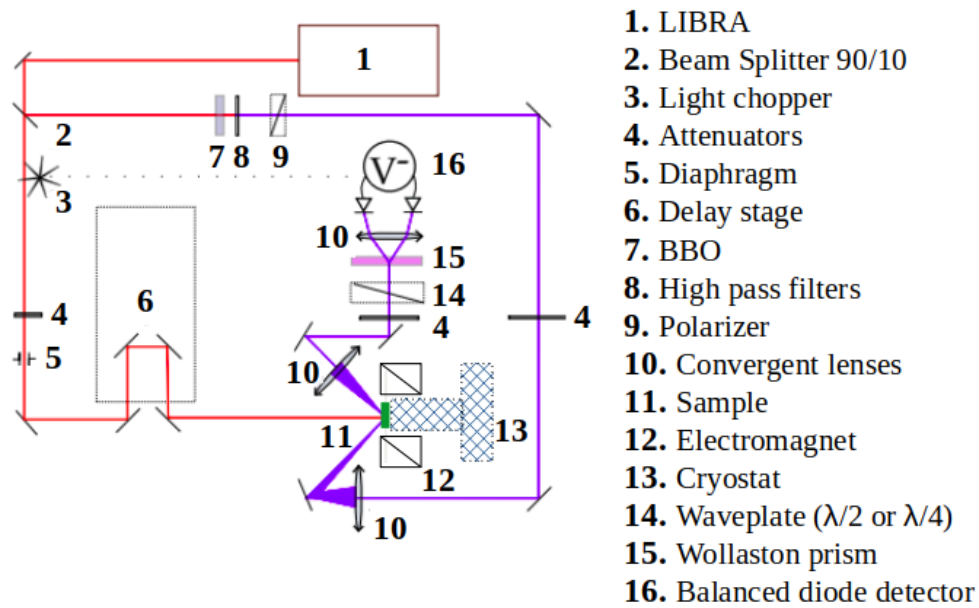 1
2
7 8 9
3
16
V-
10
15
14
4
4
4
6
5
10
11
12
13
10
1. LIBRA
2. Beam Splitter 90/10
3. Light chopper
4. Attenuators
5. Diaphragm
6. Delay stage
7. BBO
8. High pass filters
9. Polarizer
10. Convergent lenses
11. Sample
12. Electromagnet
13. Cryostat
14. Waveplate (λ/2 or λ/4)
15. Wollaston prism
16. Balanced diode detector